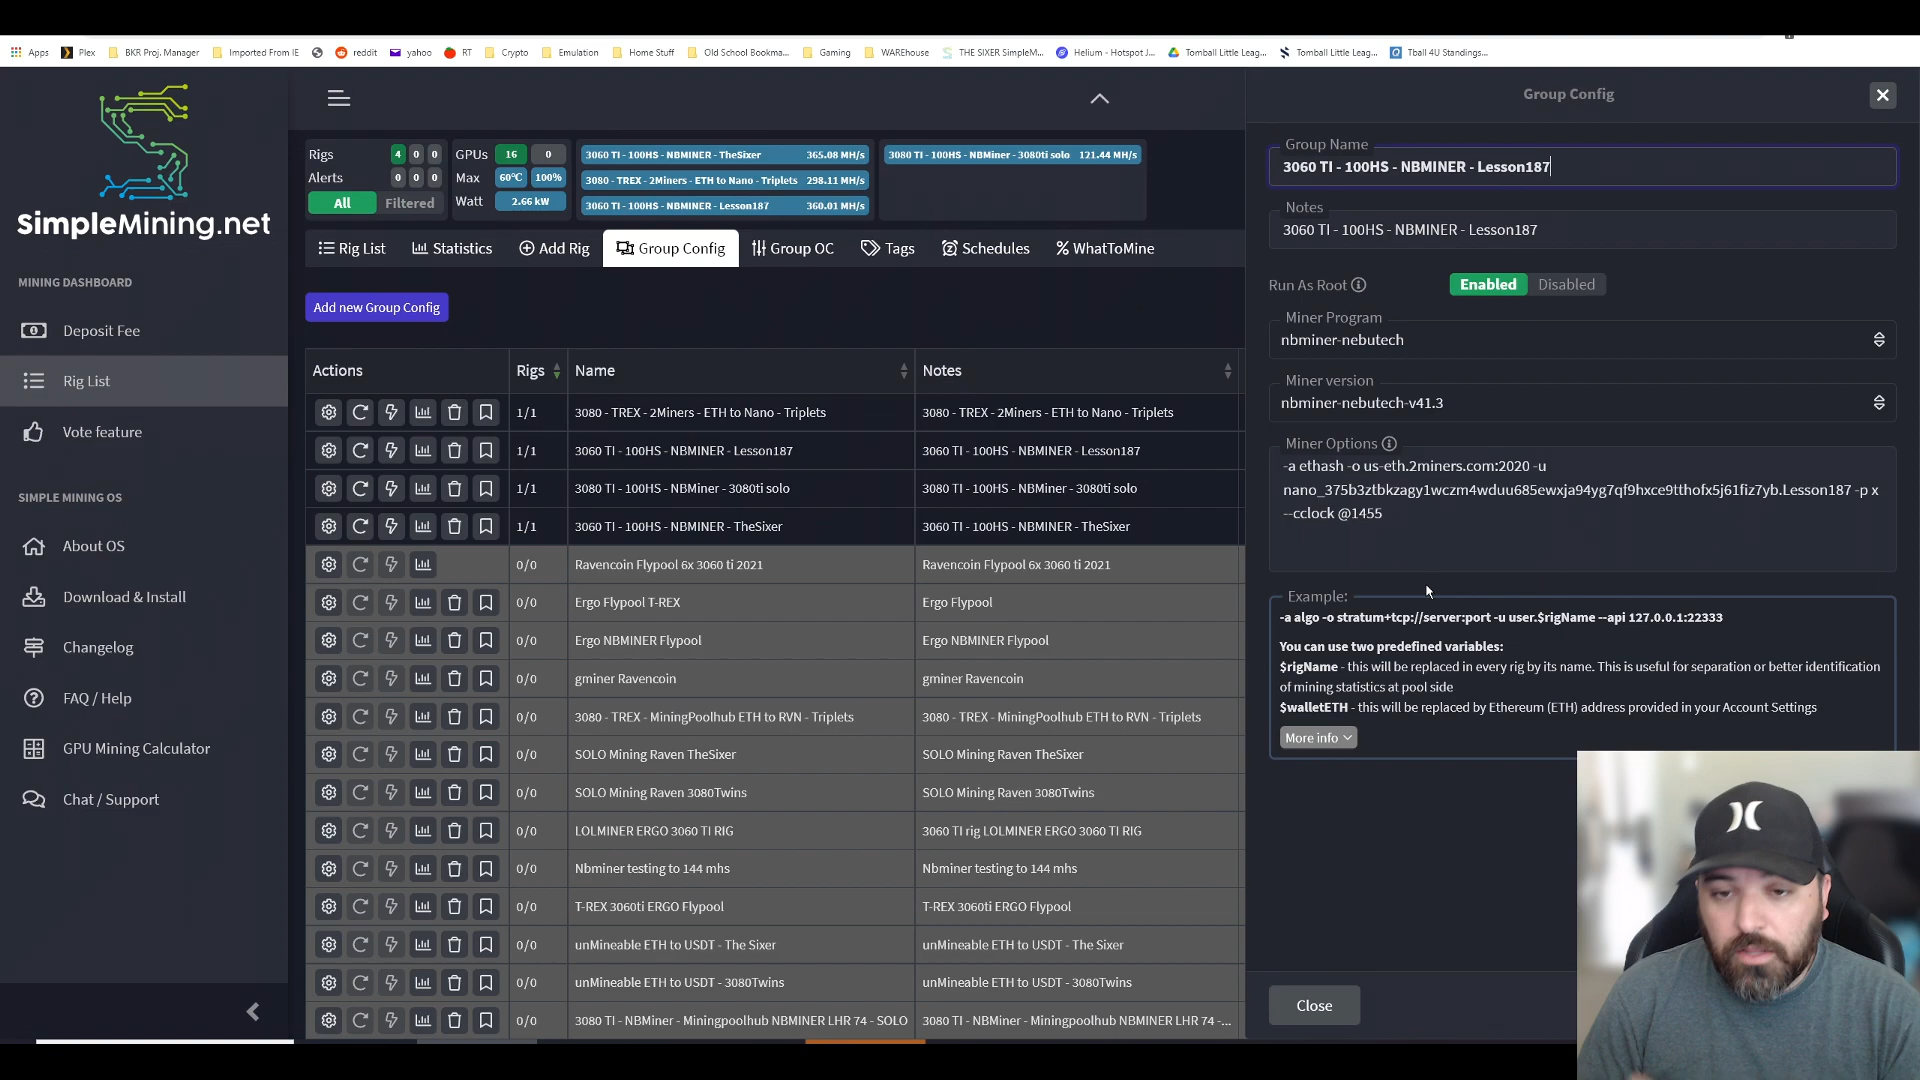 Apps
Plex
BKR Proj. Manager
Imported From IE
reddit
yahoo
RT
Crypto
Emulation
Home Stuff
Old School Bookma...
Gaming
WAREhouse
THE SIXER SimpleM...
Helium - Hotspot J...
Tomball Little Leag...
Tomball Little Leag...
Tball 4U Standings...
SimpleMining.net
MINING DASHBOARD
Deposit Fee
Rig List
Vote feature
SIMPLE MINING OS
About OS
Download & Install
Changelog
FAQ / Help
GPU Mining Calculator
Chat / Support
Rigs 4 0 0
Alerts 0 0 0
All Filtered
GPUs 16 0
Max 60℃ 100%
Watt 2.66 kW
3060 TI - 100HS - NBMINER - TheSixer 365.08 MH/s
3080 - TREX - 2Miners - ETH to Nano - Triplets 298.11 MH/s
3060 TI - 100HS - NBMINER - Lesson187 360.01 MH/s
3080 TI - 100HS - NBMiner - 3080ti solo 121.44 MH/s
Rig List Statistics Add Rig Group Config Group OC Tags Schedules WhatToMine
Add new Group Config
Actions Rigs Name Notes
1/1 3080 - TREX - 2Miners - ETH to Nano - Triplets 3080 - TREX - 2Miners - ETH to Nano - Triplets
1/1 3060 TI - 100HS - NBMINER - Lesson187 3060 TI - 100HS - NBMINER - Lesson187
1/1 3080 TI - 100HS - NBMiner - 3080ti solo 3080 TI - 100HS - NBMiner - 3080ti solo
1/1 3060 TI - 100HS - NBMINER - TheSixer 3060 TI - 100HS - NBMINER - TheSixer
0/0 Ravencoin Flypool 6x 3060 ti 2021 Ravencoin Flypool 6x 3060 ti 2021
0/0 Ergo Flypool T-REX Ergo Flypool
0/0 Ergo NBMINER Flypool Ergo NBMINER Flypool
0/0 gminer Ravencoin gminer Ravencoin
0/0 3080 - TREX - MiningPoolhub ETH to RVN - Triplets 3080 - TREX - MiningPoolhub ETH to RVN - Triplets
0/0 SOLO Mining Raven TheSixer SOLO Mining Raven TheSixer
0/0 SOLO Mining Raven 3080Twins SOLO Mining Raven 3080Twins
0/0 LOLMINER ERGO 3060 TI RIG 3060 TI rig LOLMINER ERGO 3060 TI RIG
0/0 Nbminer testing to 144 mhs Nbminer testing to 144 mhs
0/0 T-REX 3060ti ERGO Flypool T-REX 3060ti ERGO Flypool
0/0 unMineable ETH to USDT - The Sixer unMineable ETH to USDT - The Sixer
0/0 unMineable ETH to USDT - 3080Twins unMineable ETH to USDT - 3080Twins
0/0 3080 TI - NBMiner - Miningpoolhub NBMINER LHR 74 - SOLO 3080 TI - NBMiner - Miningpoolhub NBMINER LHR 74 -...
Group Config
Group Name
3060 TI - 100HS - NBMINER - Lesson187
Notes
3060 TI - 100HS - NBMINER - Lesson187
Run As Root Enabled Disabled
Miner Program
nbminer-nebutech
Miner version
nbminer-nebutech-v41.3
Miner Options
-a ethash -o us-eth.2miners.com:2020 -u
nano_375b3ztbkzagy1wczm4wduu685ewxja94yg7qf9hxce9tthofx5j61fiz7yb.Lesson187 -p x
--cclock @1455
Example:
-a algo -o stratum+tcp://server:port -u user.$rigName --api 127.0.0.1:22333
You can use two predefined variables:
$rigName - this will be replaced in every rig by its name. This is useful for separation or better identification
of mining statistics at pool side
$walletETH - this will be replaced by Ethereum (ETH) address provided in your Account Settings
More info
Close